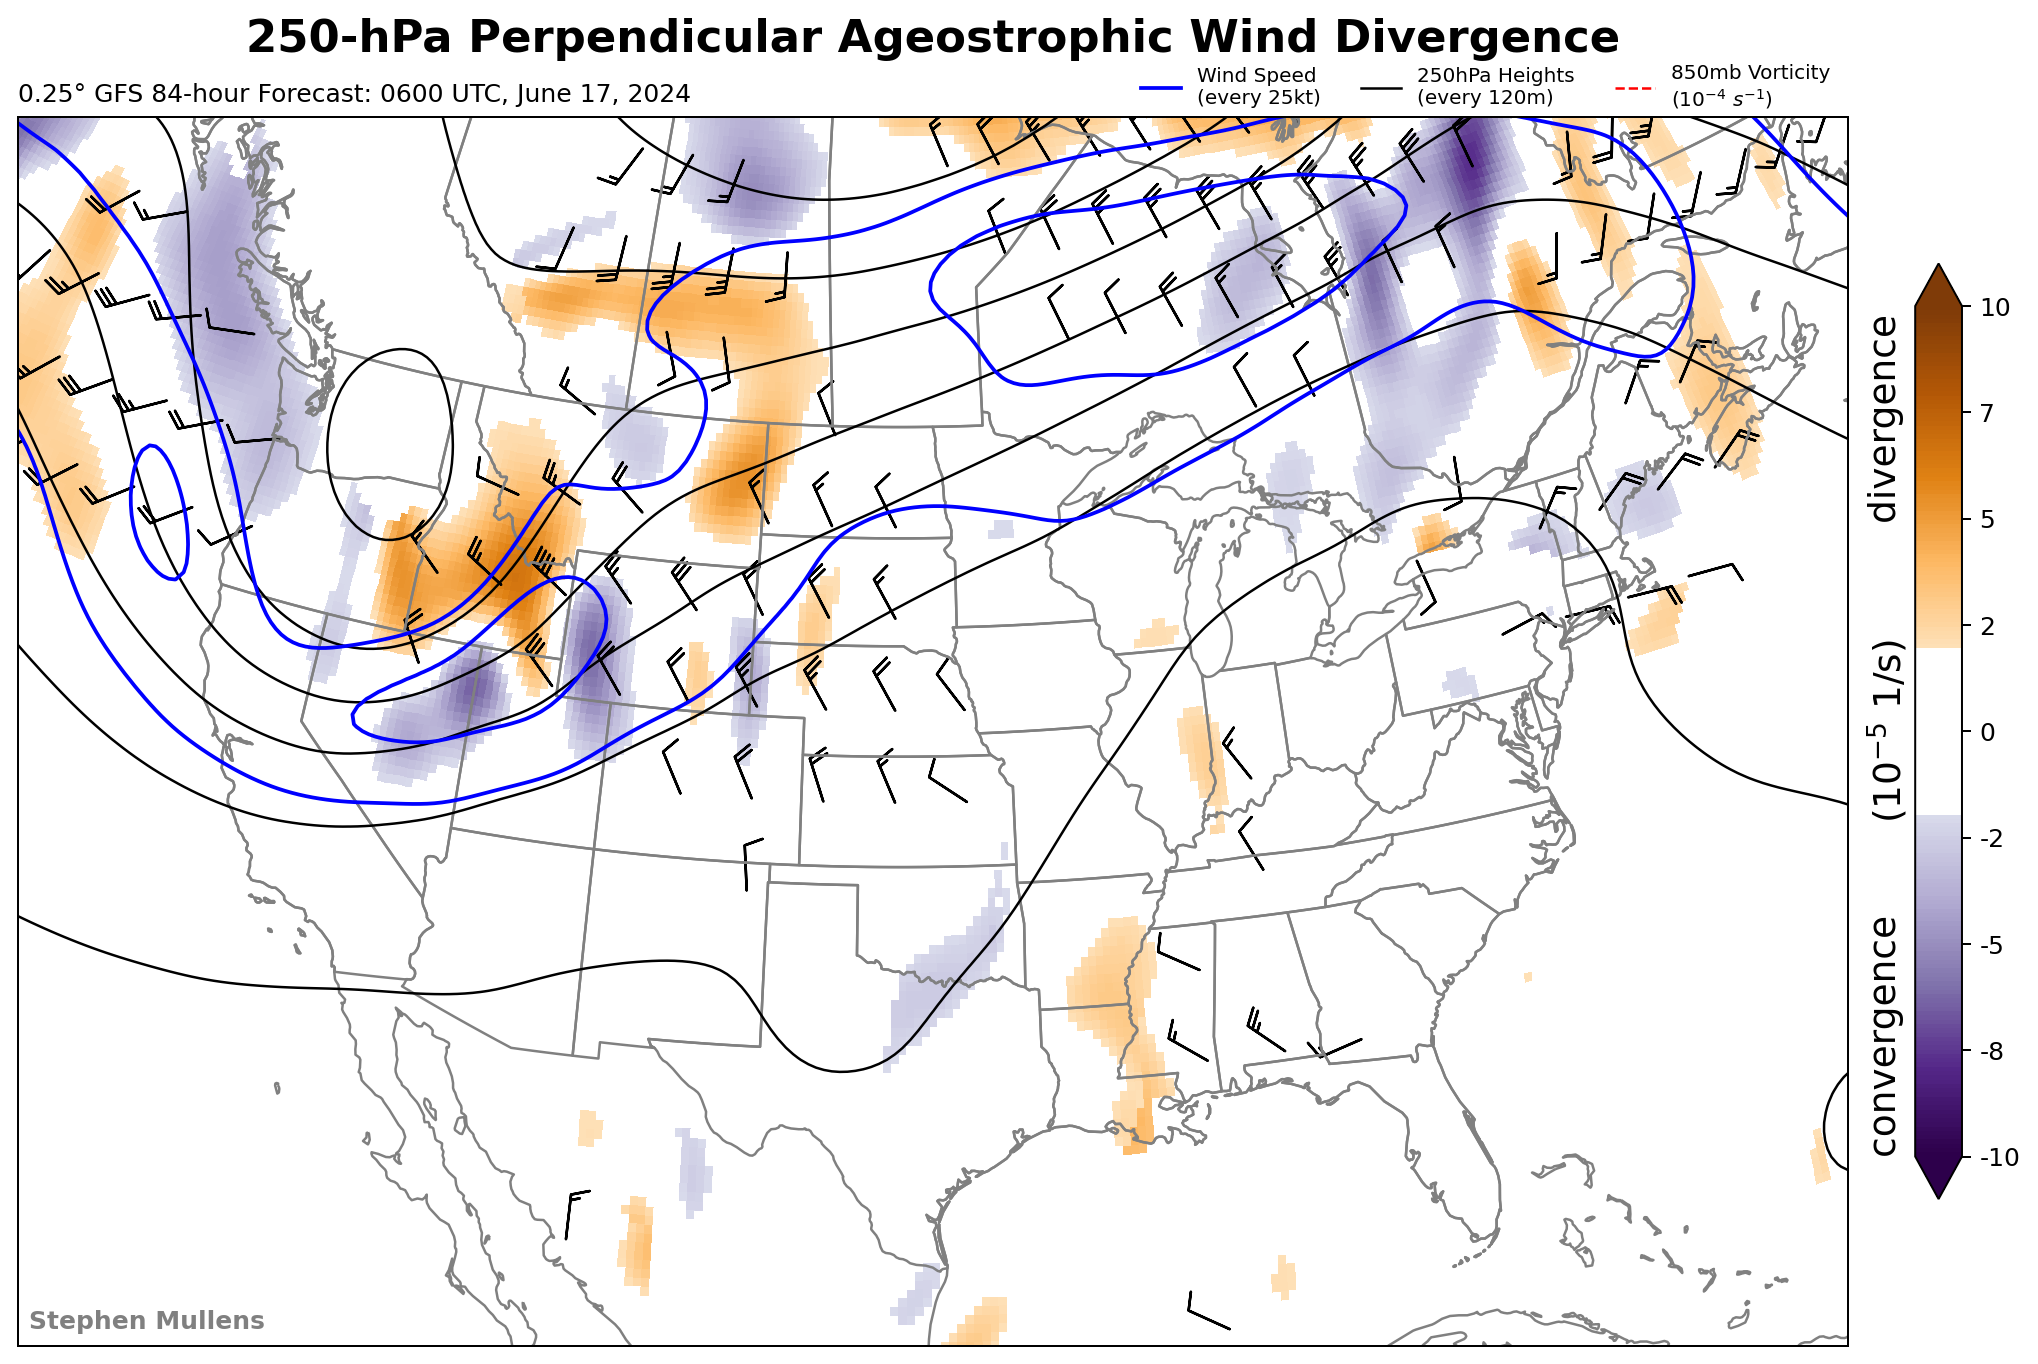 250-hPa Perpendicular Ageostrophic Wind Divergence
0.25° GFS 84-hour Forecast: 0600 UTC, June 17, 2024
Wind Speed
(every 25kt)
250hPa Heights
(every 120m)
850mb Vorticity
(10⁻⁴ s⁻¹)
10
7
5
2
0
-2
-5
-8
-10
convergence (10⁻⁵ 1/s) divergence
Stephen Mullens